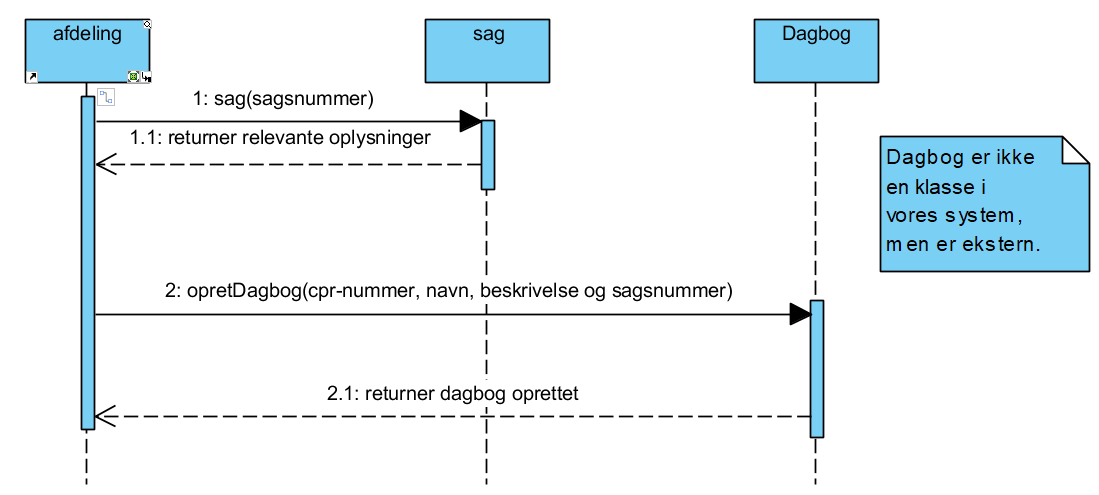 afdeling
sag
Dagbog
1: sag(sagsnummer)
1.1: returner relevante oplysninger
Dagbog er ikke
en klasse i
vores system,
men er ekstern.
2: opretDagbog(cpr-nummer, navn, beskrivelse og sagsnummer)
2.1: returner dagbog oprettet